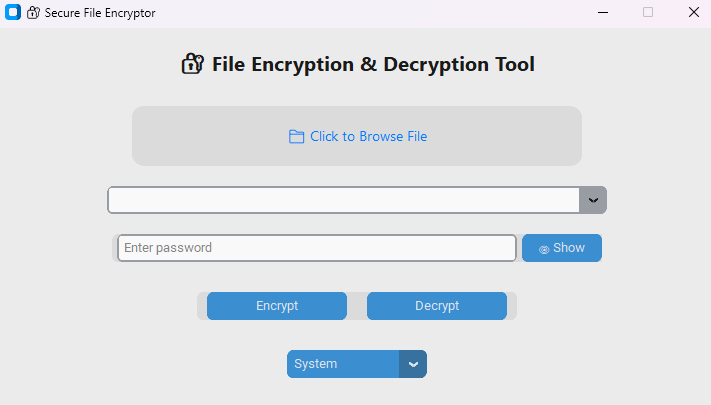 Secure File Encryptor
File Encryption & Decryption Tool
Click to Browse File
Enter password
Show
Encrypt
Decrypt
System